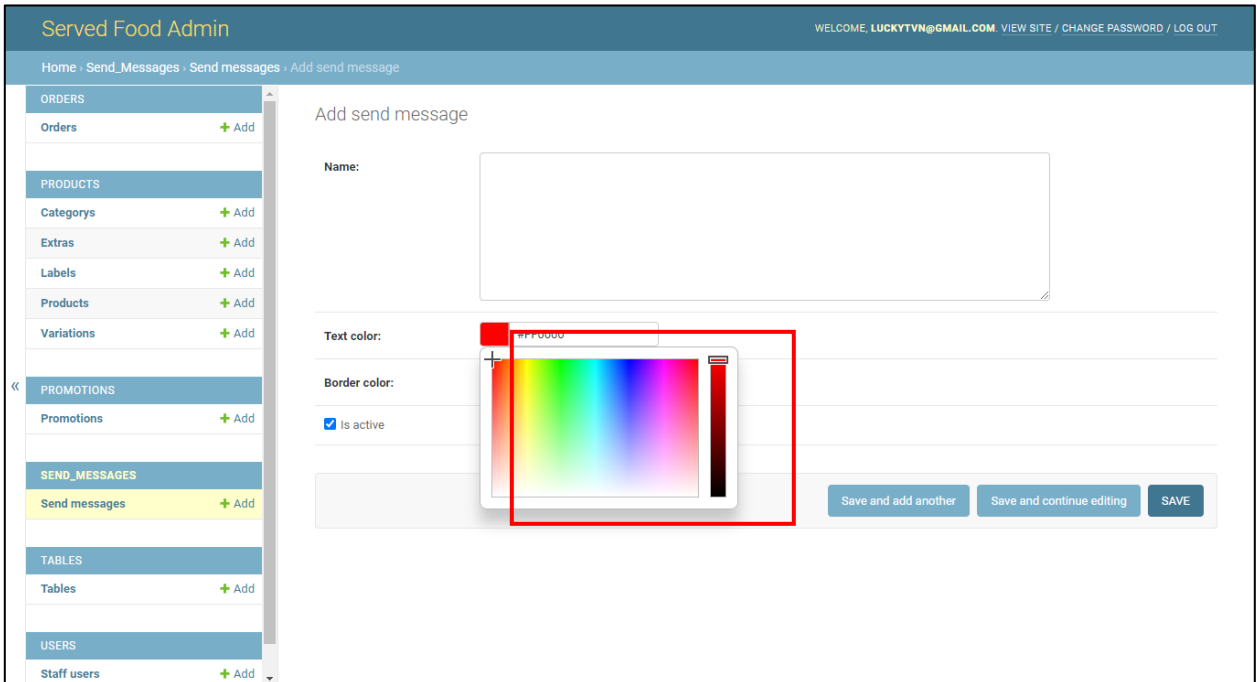 Served Food Admin
WELCOME, LUCKYTVN@GMAIL.COM. VIEW SITE / CHANGE PASSWORD / LOG OUT
Home › Send_Messages › Send messages › Add send message
ORDERS
Orders + Add
PRODUCTS
Categorys + Add
Extras + Add
Labels + Add
Products + Add
Variations + Add
«
PROMOTIONS
Promotions + Add
SEND_MESSAGES
Send messages + Add
TABLES
Tables + Add
USERS
Staff users + Add
Add send message
Name:
Text color: #FF0000
Border color:
Is active
Save and add another Save and continue editing SAVE